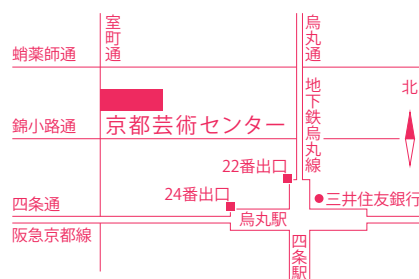 室町通
烏丸通
蛸薬師通
地下鉄烏丸線
北
錦小路通
京都芸術センター
22番出口
24番出口
三井住友銀行
四条通
烏丸駅
阪急京都線
四条駅